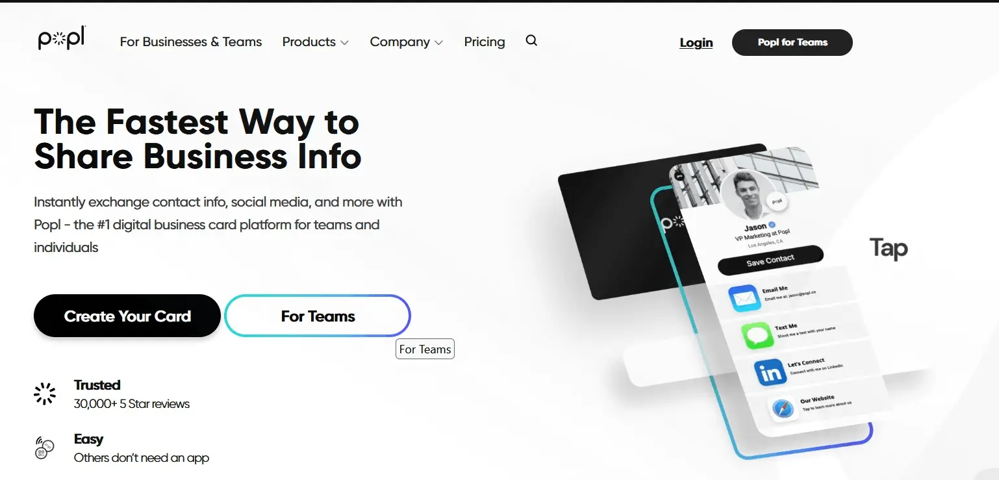 popl
For Businesses & Teams
Products
Company
Pricing
Login
Popl for Teams
The Fastest Way to
Share Business Info
Instantly exchange contact info, social media, and more with
Popl - the #1 digital business card platform for teams and
individuals
Create Your Card
For Teams
For Teams
Trusted
30,000+ 5 Star reviews
Easy
Others don't need an app
popl
Jason
VP Marketing at Popl
Los Angeles, CA
Save Contact
Email Me
Email me at: jason@popl.co
Text Me
Shoot me a text with your name
in
Let's Connect
Connect with me on LinkedIn
Our Website
Tap to learn more about us
Tap